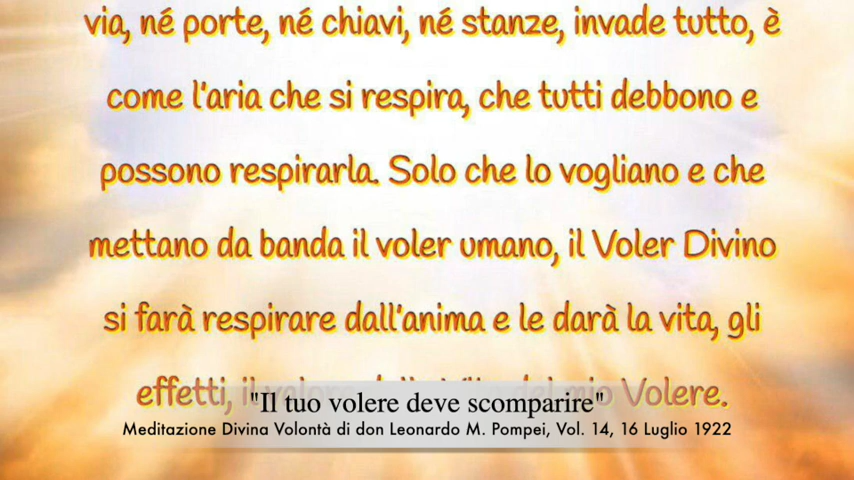 via, né porte, né chiavi, né stanze, invade tutto, è
come l'aria che si respira, che tutti debbono e
possono respirarla. Solo che lo vogliano e che
mettano da banda il voler umano, il Voler Divino
si farà respirare dall'anima e le darà la vita, gli
effetti, il valore della Vita del mio Volere.
"Il tuo volere deve scomparire"
Meditazione Divina Volontà di don Leonardo M. Pompei, Vol. 14, 16 Luglio 1922